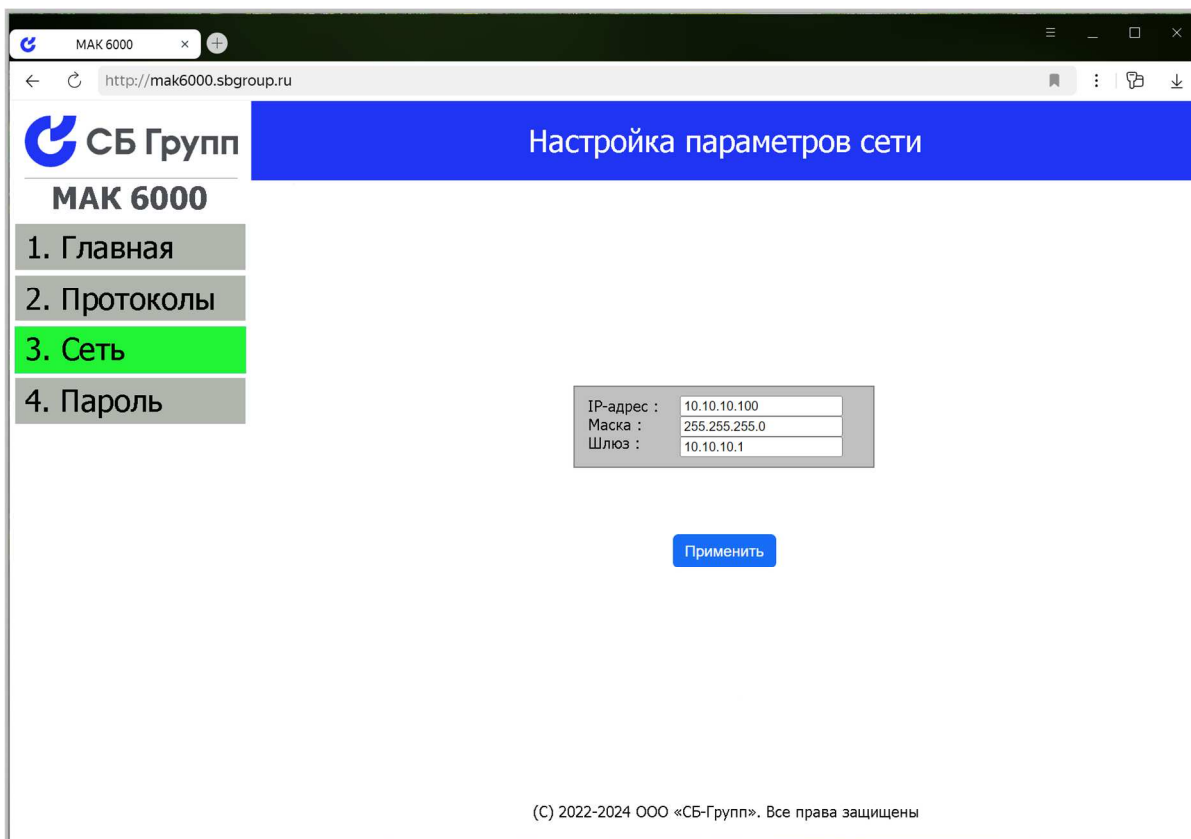 МАК 6000
http://mak6000.sbgroup.ru
СБ Групп
МАК 6000
1. Главная
2. Протоколы
3. Сеть
4. Пароль
Настройка параметров сети
IP-адрес : 10.10.10.100
Маска : 255.255.255.0
Шлюз : 10.10.10.1
Применить
(С) 2022-2024 ООО «СБ-Групп». Все права защищены